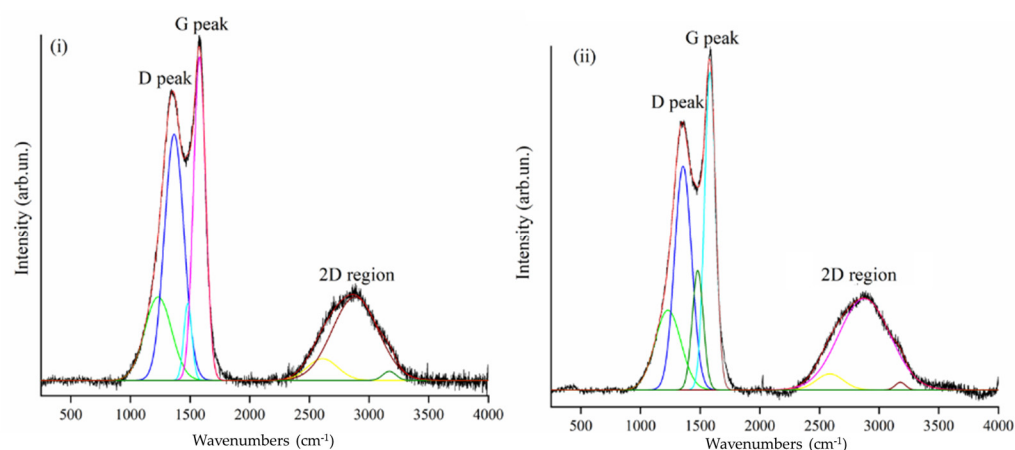 (i)
G peak
D peak
2D region
Intensity (arb.un.)
500 1000 1500 2000 2500 3000 3500 4000
Wavenumbers (cm-1)
(ii)
G peak
D peak
2D region
Intensity (arb.un.)
500 1000 1500 2000 2500 3000 3500 4000
Wavenumbers (cm-1)